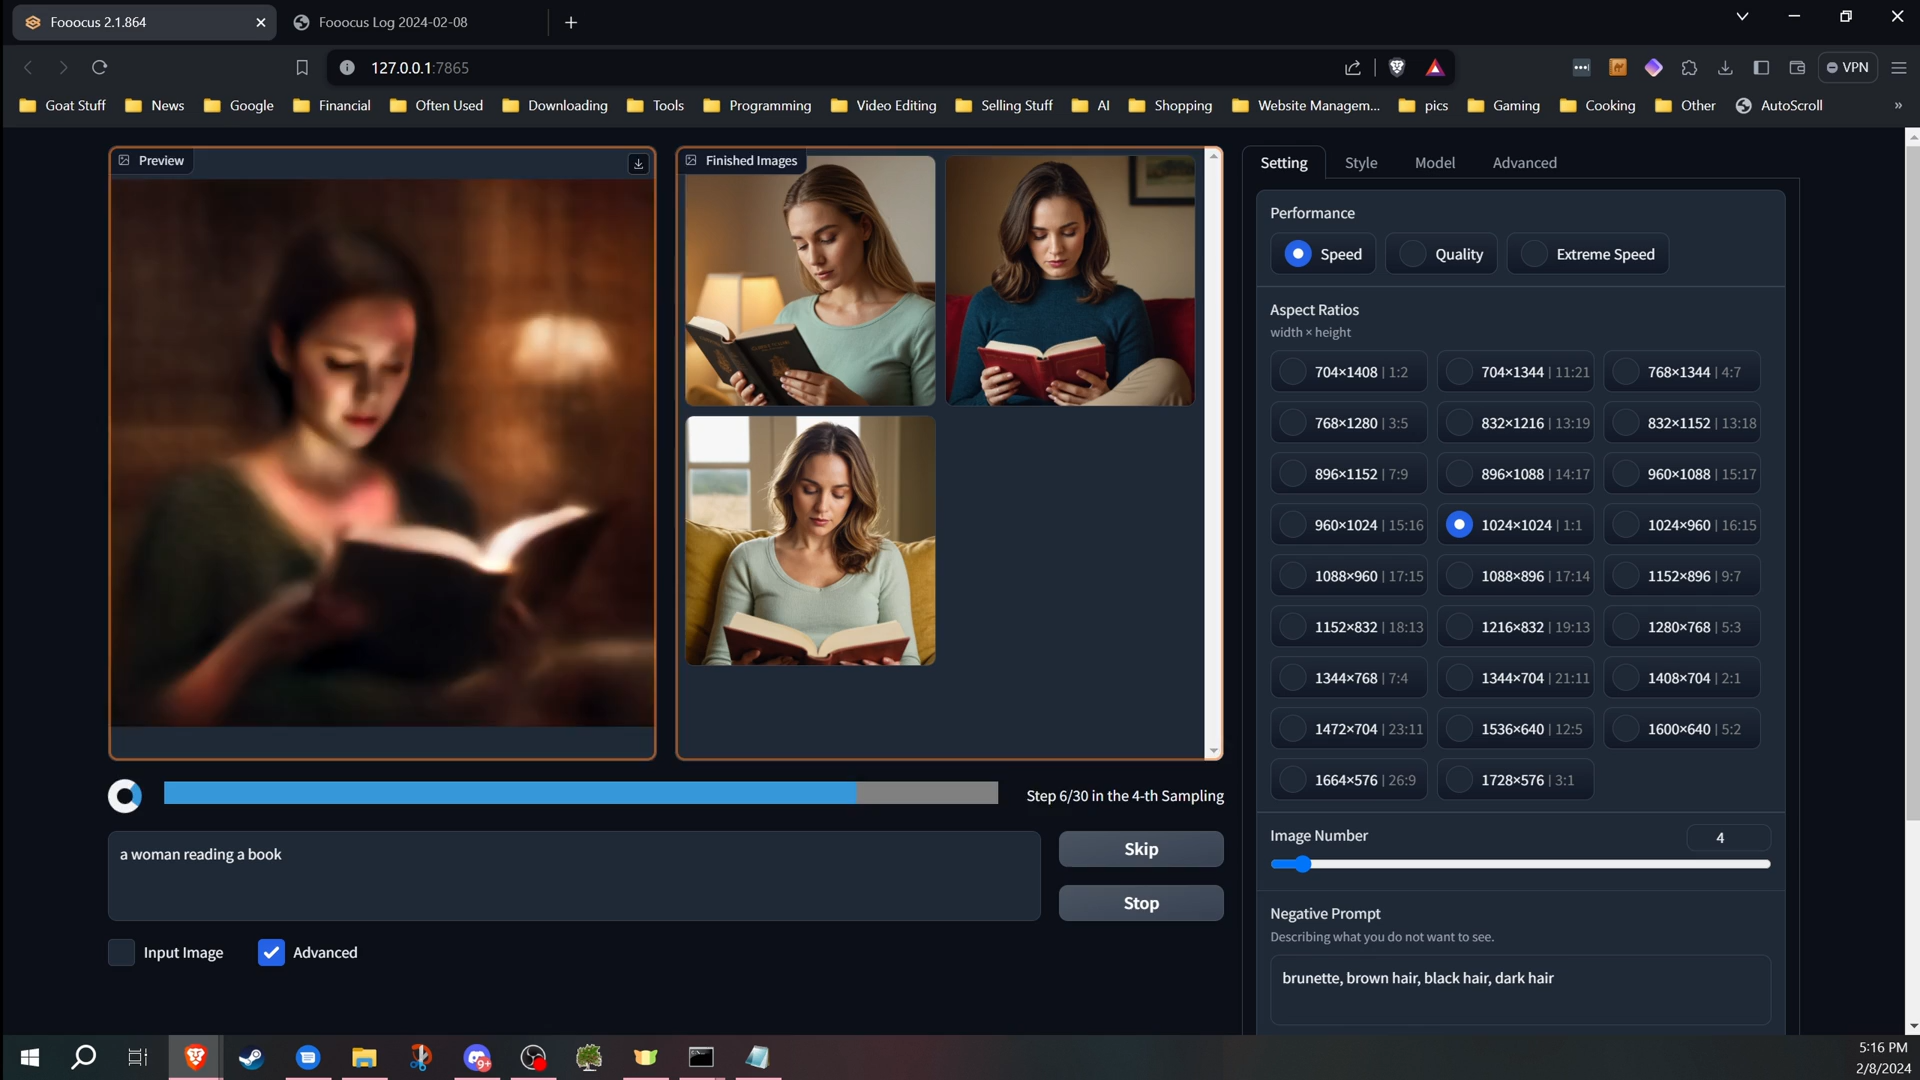 Fooocus 2.1.864
Fooocus Log 2024-02-08
127.0.0.1:7865
VPN
Goat Stuff
News
Google
Financial
Often Used
Downloading
Tools
Programming
Video Editing
Selling Stuff
AI
Shopping
Website Managem...
pics
Gaming
Cooking
Other
AutoScroll
»
Preview
Finished Images
Setting
Style
Model
Advanced
Performance
Speed
Quality
Extreme Speed
Aspect Ratios
width × height
704×1408 | 1:2
704×1344 | 11:21
768×1344 | 4:7
768×1280 | 3:5
832×1216 | 13:19
832×1152 | 13:18
896×1152 | 7:9
896×1088 | 14:17
960×1088 | 15:17
960×1024 | 15:16
1024×1024 | 1:1
1024×960 | 16:15
1088×960 | 17:15
1088×896 | 17:14
1152×896 | 9:7
1152×832 | 18:13
1216×832 | 19:13
1280×768 | 5:3
1344×768 | 7:4
1344×704 | 21:11
1408×704 | 2:1
1472×704 | 23:11
1536×640 | 12:5
1600×640 | 5:2
1664×576 | 26:9
1728×576 | 3:1
Step 6/30 in the 4-th Sampling
a woman reading a book
Skip
Stop
Input Image
Advanced
Image Number
4
Negative Prompt
Describing what you do not want to see.
brunette, brown hair, black hair, dark hair
9+
5:16 PM
2/8/2024